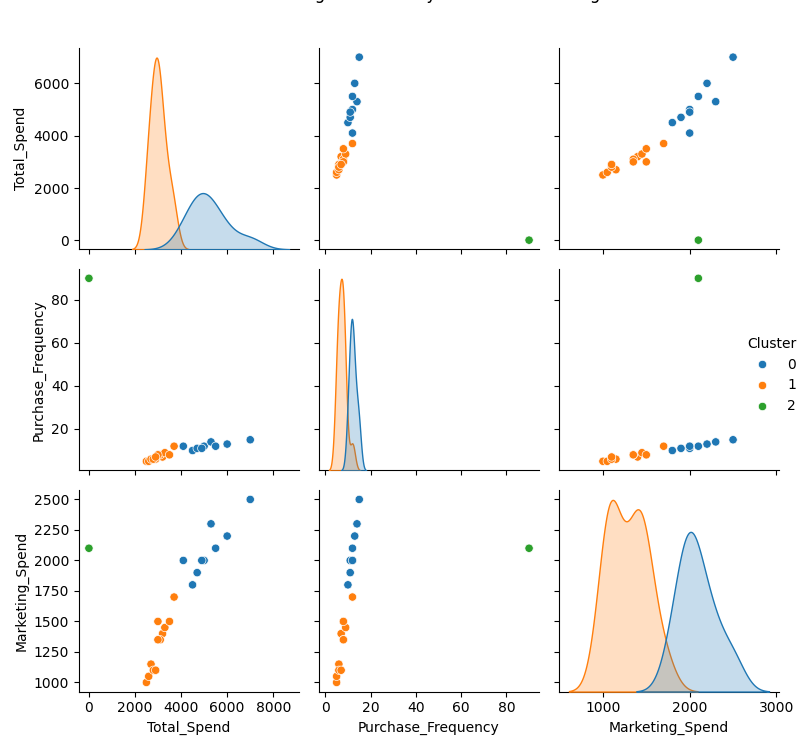 Total_Spend
6000
4000
2000
0
Purchase_Frequency
80
60
40
20
Cluster
0
1
2
Marketing_Spend
2500
2250
2000
1750
1500
1250
1000
0 2000 4000 6000 8000
0 20 40 60 80
1000 2000 3000
Total_Spend
Purchase_Frequency
Marketing_Spend